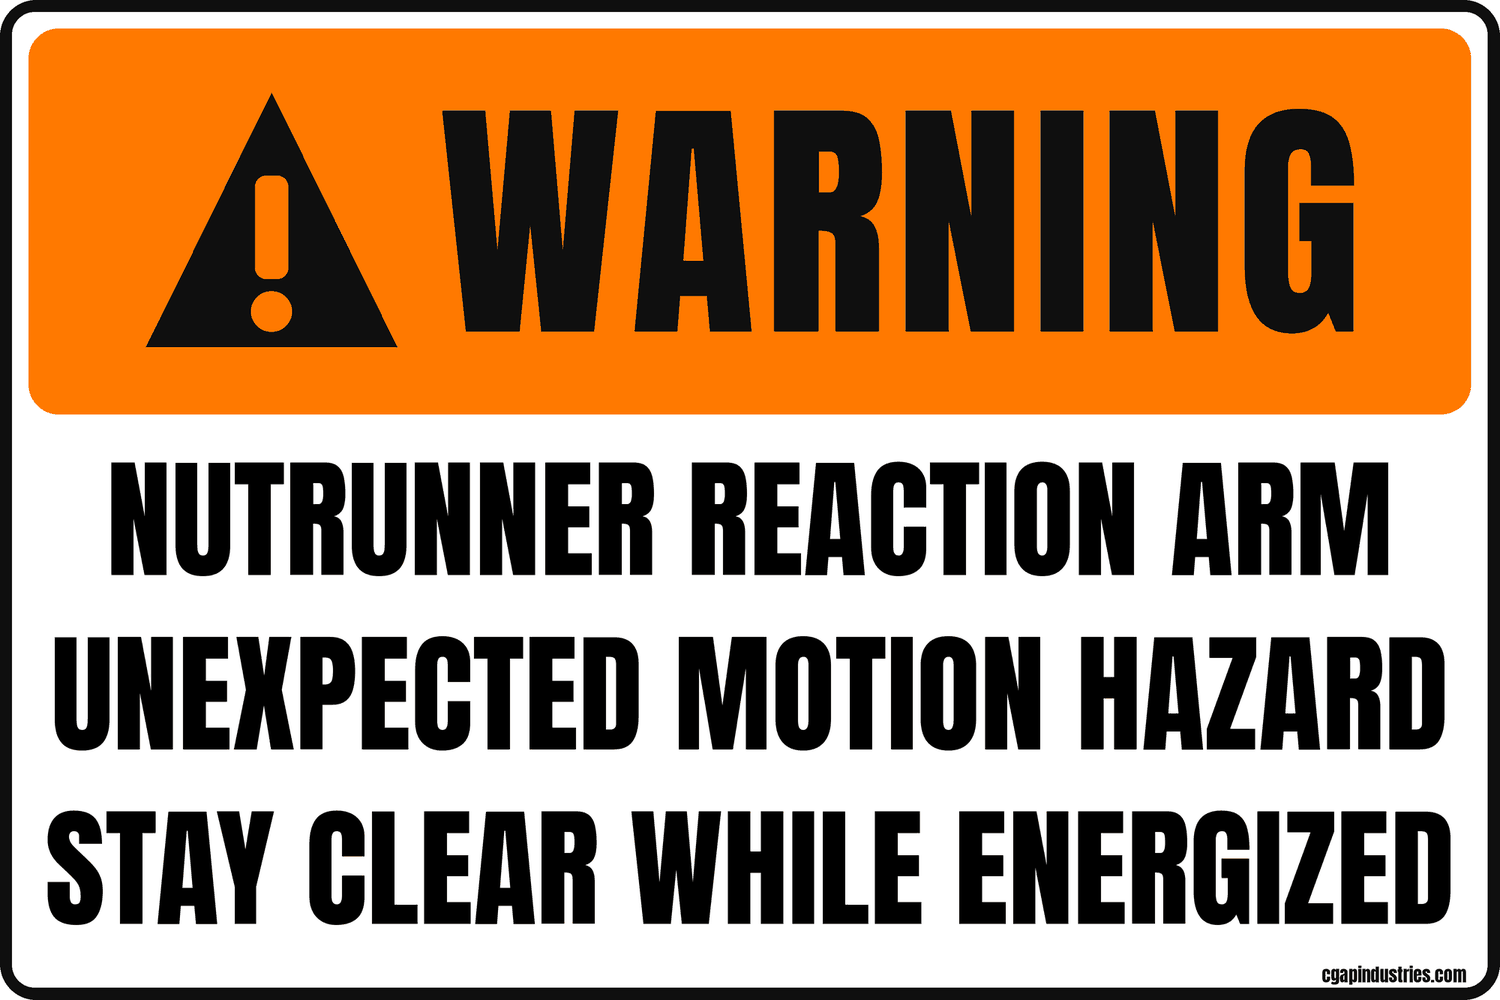 WARNING
NUTRUNNER REACTION ARM
UNEXPECTED MOTION HAZARD
STAY CLEAR WHILE ENERGIZED
cgapindustries.com